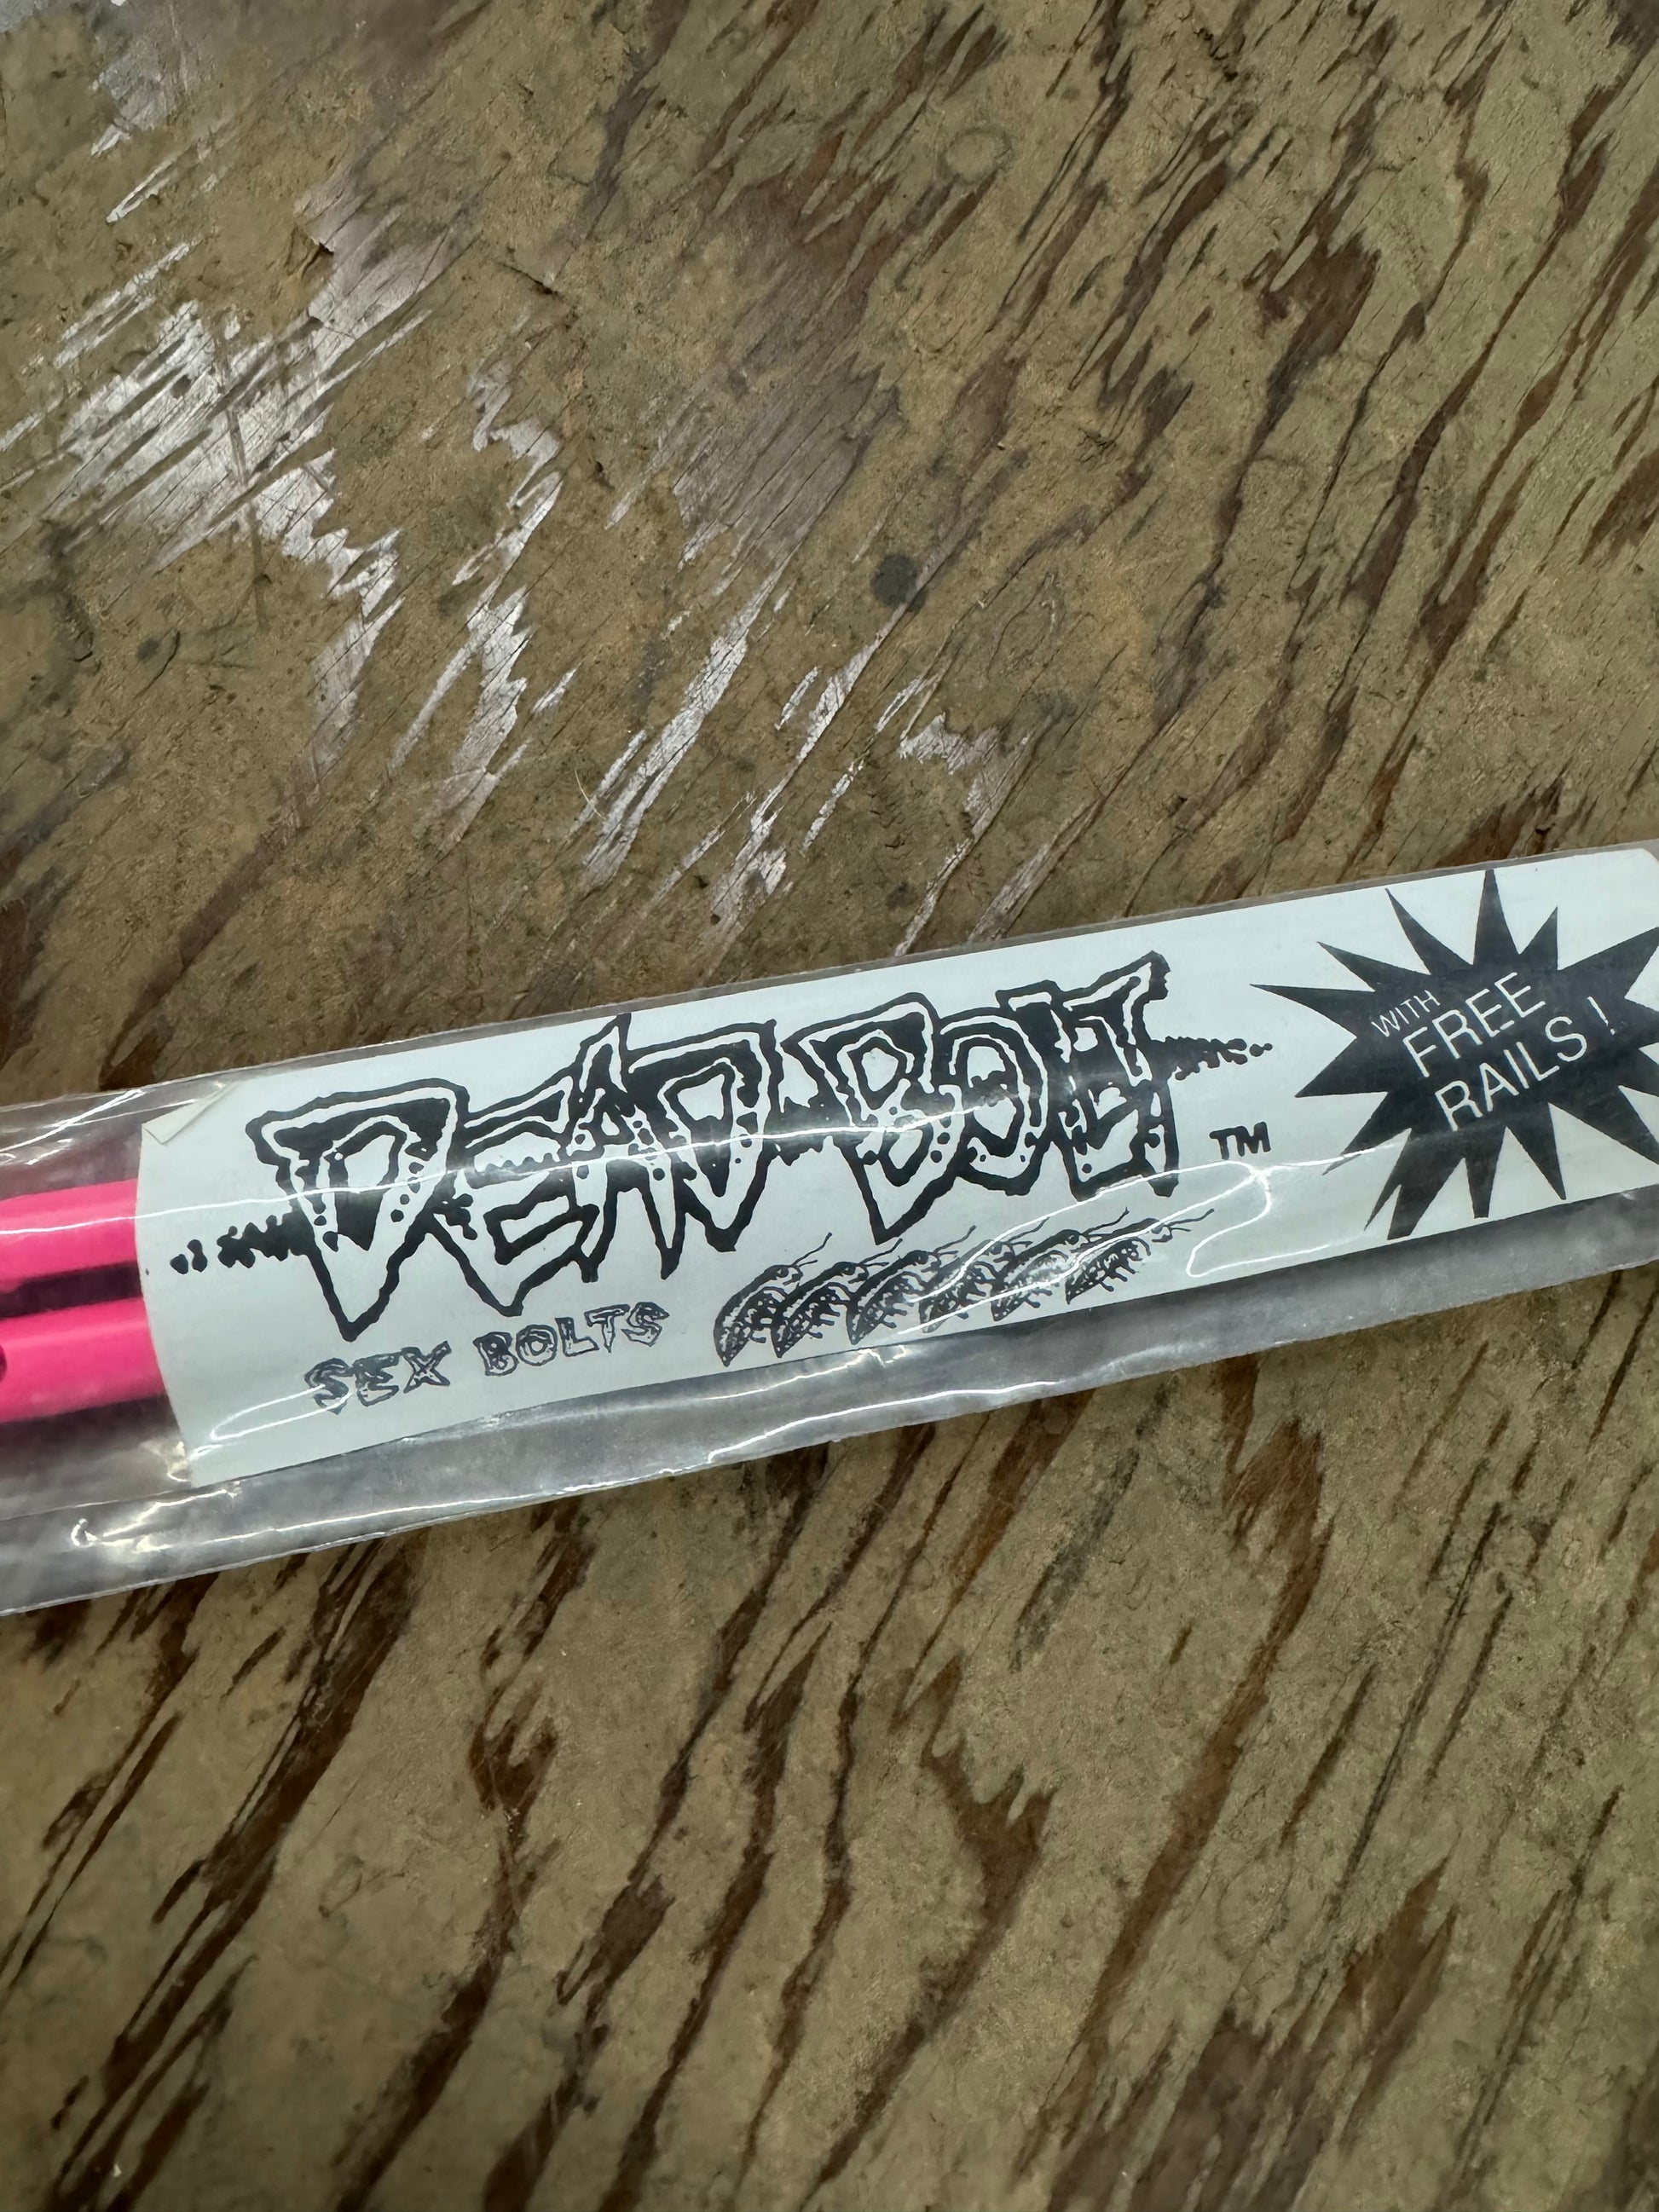 DEAD-BOLT
TM
SEX BOLTS
WITH
FREE
RAILS!